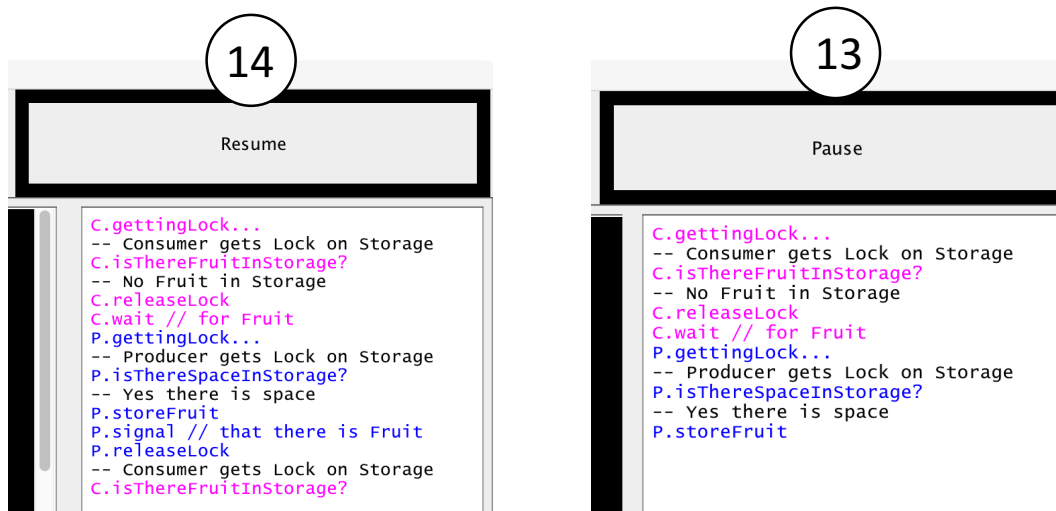 14
Resume
C.gettingLock...
-- Consumer gets Lock on Storage
C.isThereFruitInStorage?
-- No Fruit in Storage
C.releaseLock
C.wait // for Fruit
P.gettingLock...
-- Producer gets Lock on Storage
P.isThereSpaceInStorage?
-- Yes there is space
P.storeFruit
P.signal // that there is Fruit
P.releaseLock
-- Consumer gets Lock on Storage
C.isThereFruitInStorage?
13
Pause
C.gettingLock...
-- Consumer gets Lock on Storage
C.isThereFruitInStorage?
-- No Fruit in Storage
C.releaseLock
C.wait // for Fruit
P.gettingLock...
-- Producer gets Lock on Storage
P.isThereSpaceInStorage?
-- Yes there is space
P.storeFruit